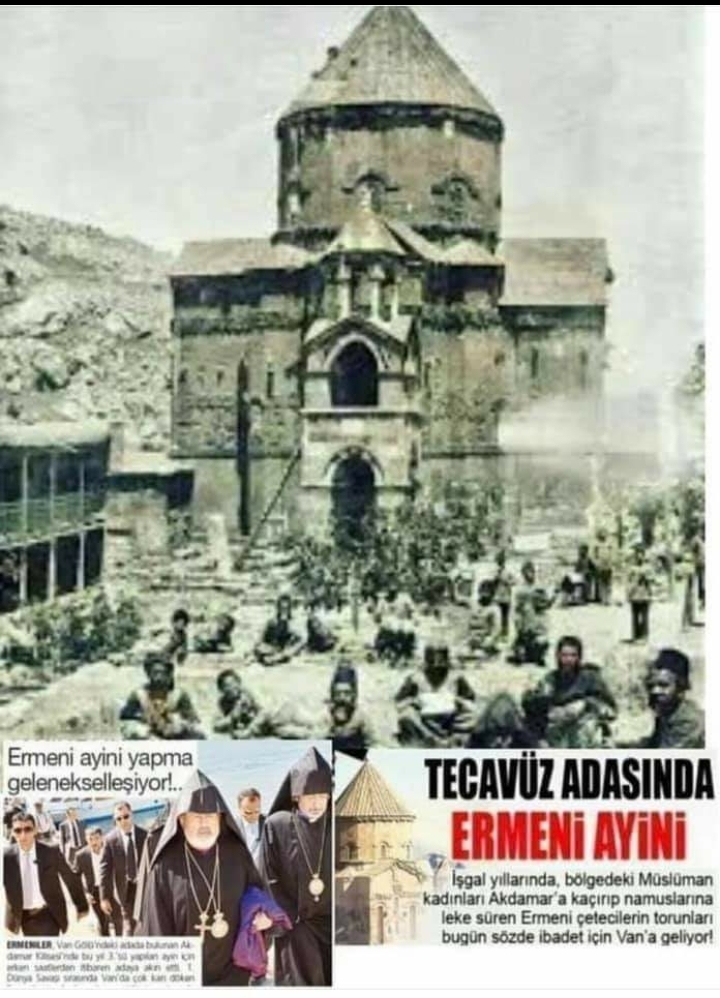 Ermeni ayini yapma
gelenekselleşiyor!..
ERMENİLER, Van Gölü'ndeki adada bulunan Ak-
damar Kilisesi'nde bu yıl 3.'sü yapılan ayin için
erken saatlerden itibaren adaya akın etti. 1.
Dünya Savaşı sırasında Van'da çok kan döken
TECAVÜZ ADASINDA
ERMENİ AYİNİ
İşgal yıllarında, bölgedeki Müslüman
kadınları Akdamar'a kaçırıp namuslarına
leke süren Ermeni çetecilerin torunları
bugün sözde ibadet için Van'a geliyor!